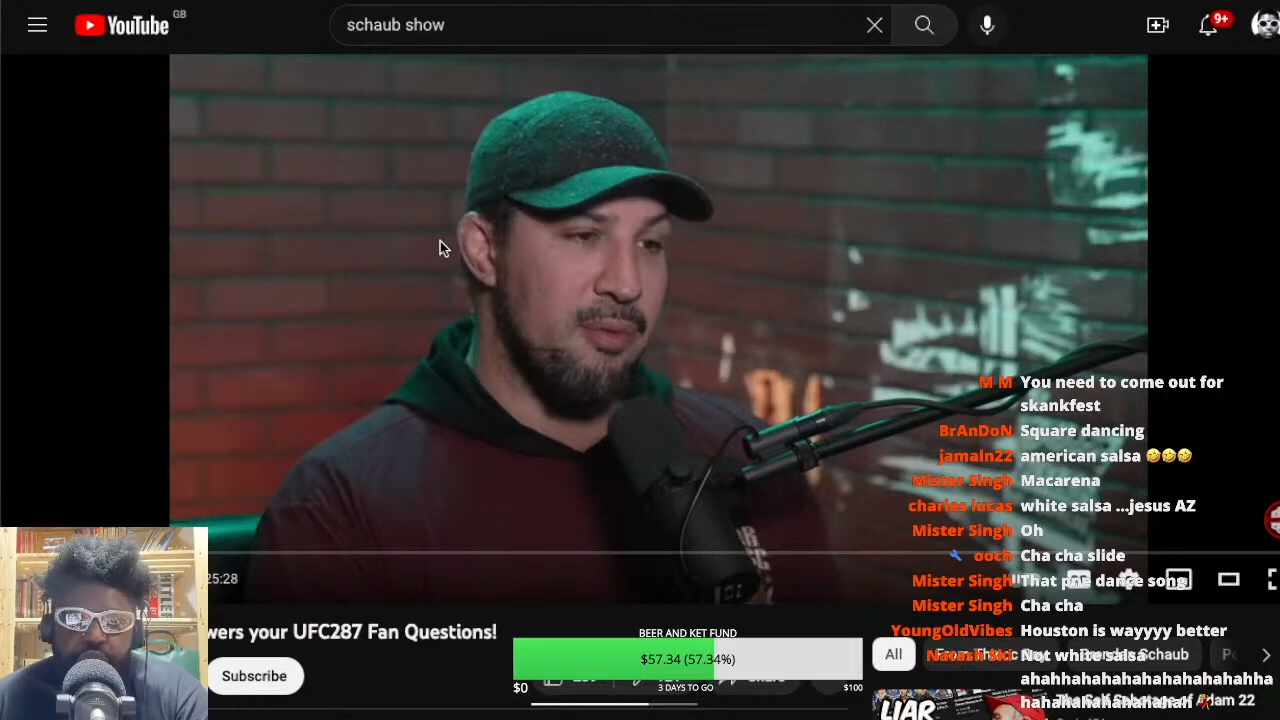 YouTube GB
schaub show
9+
M M You need to come out for
skankfest
BrAnDoN Square dancing
jamaln22 american salsa 🤣🤣🤣
Mister Singh Macarena
charles lucas white salsa ...jesus AZ
Mister Singh Oh
ooch Cha cha slide
Mister Singh That pne dance song
Mister Singh Cha cha
YoungOldVibes Houston is wayyyy better
Not white salsa
25:28
wers your UFC287 Fan Questions!
BEER AND KET FUND
$57.34 (57.34%)
$0
3 DAYS TO GO
$100
Subscribe
All
Schaub
LIAR